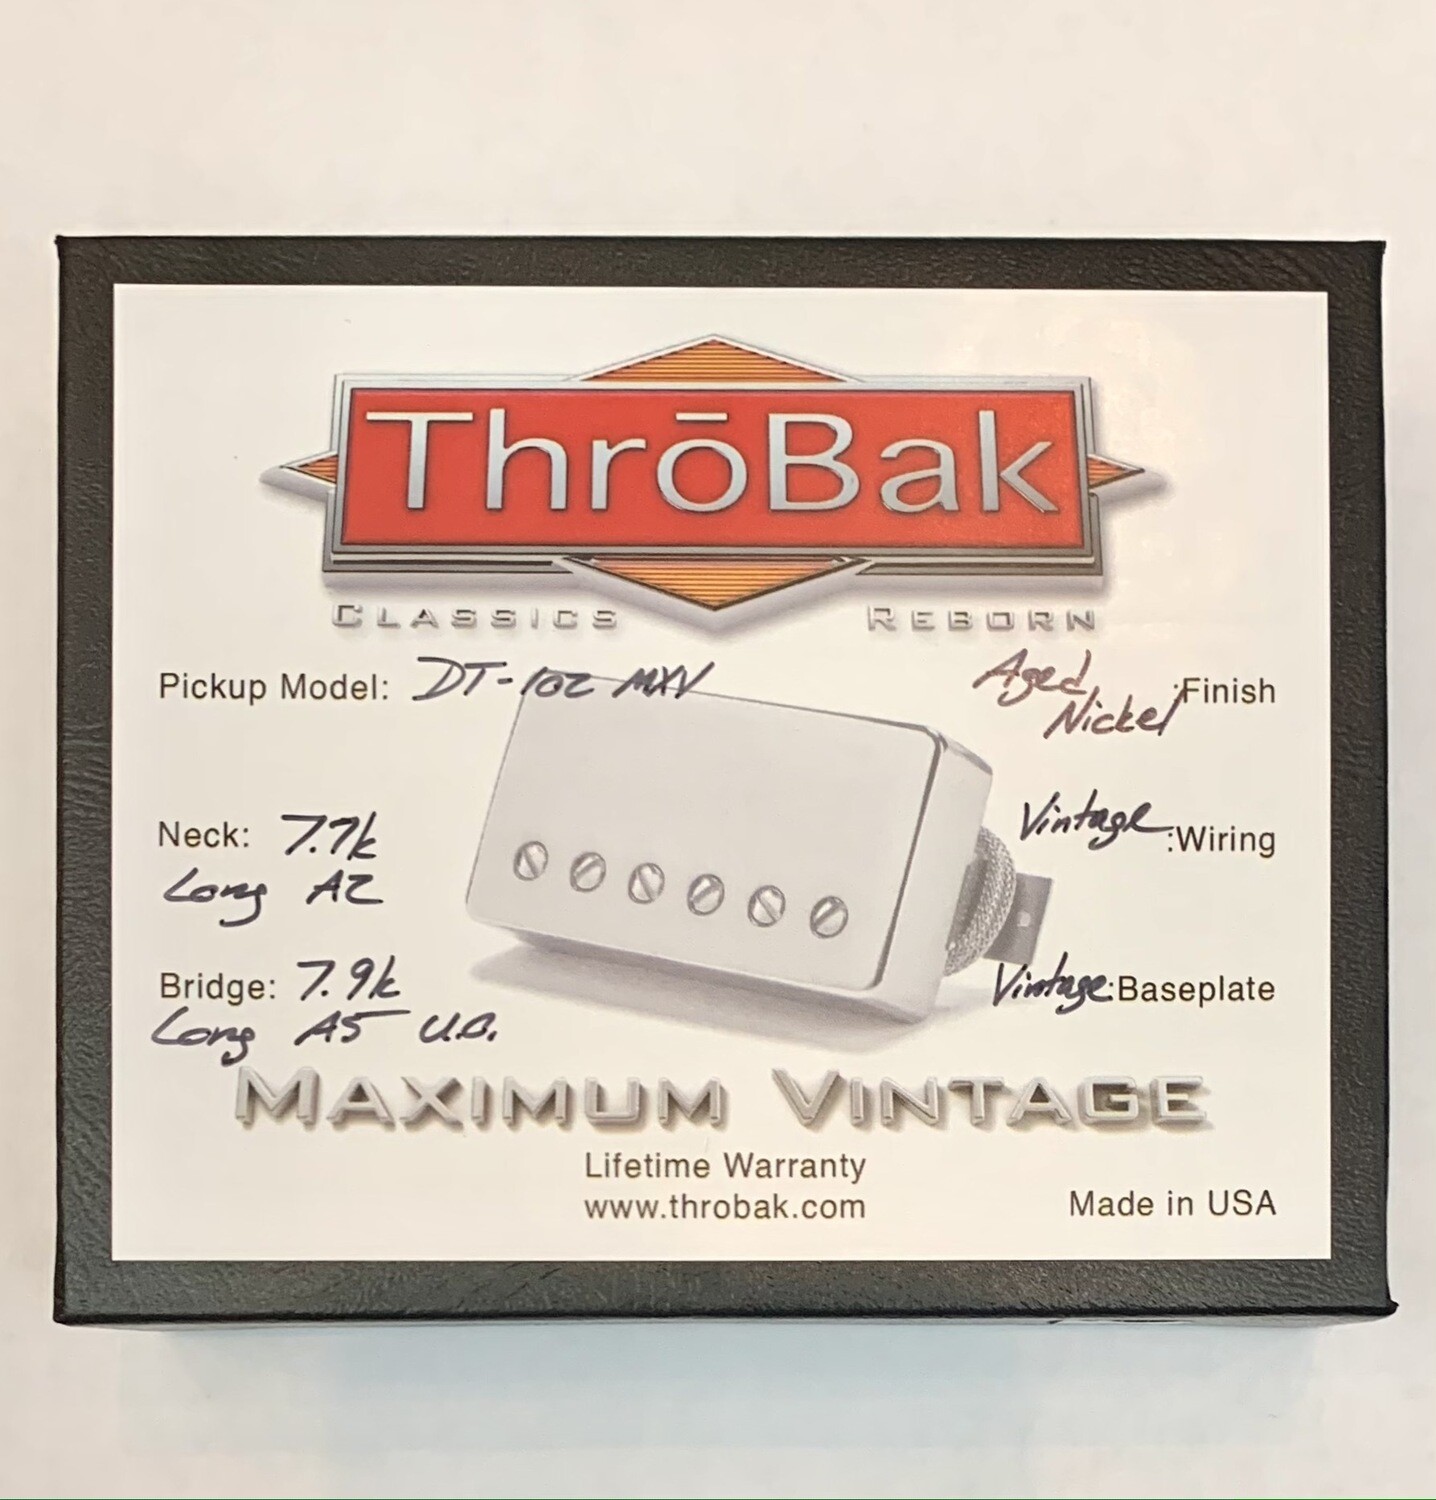 ThrōBak
CLASSICS REBORN
Pickup Model: DT-102 MXV
Aged Nickel :Finish
Neck: 7.7k
Long A2
Vintage :Wiring
Bridge: 7.9k
Long A5 U.O.
Vintage :Baseplate
MAXIMUM VINTAGE
Lifetime Warranty
www.throbak.com
Made in USA